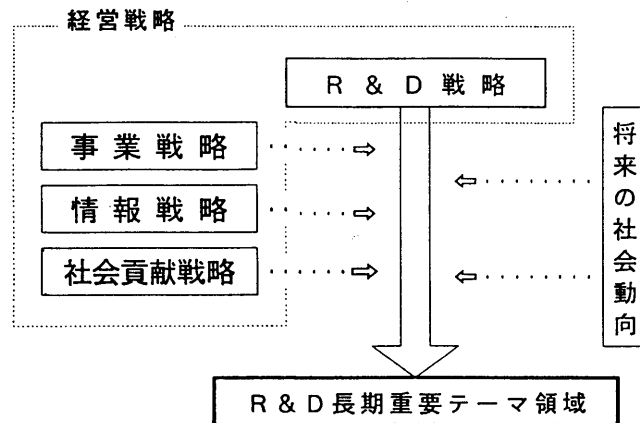 経営戦略
R & D 戦略
事業戦略
情報戦略
社会貢献戦略
将来の社会動向
R & D 長期重要テーマ領域